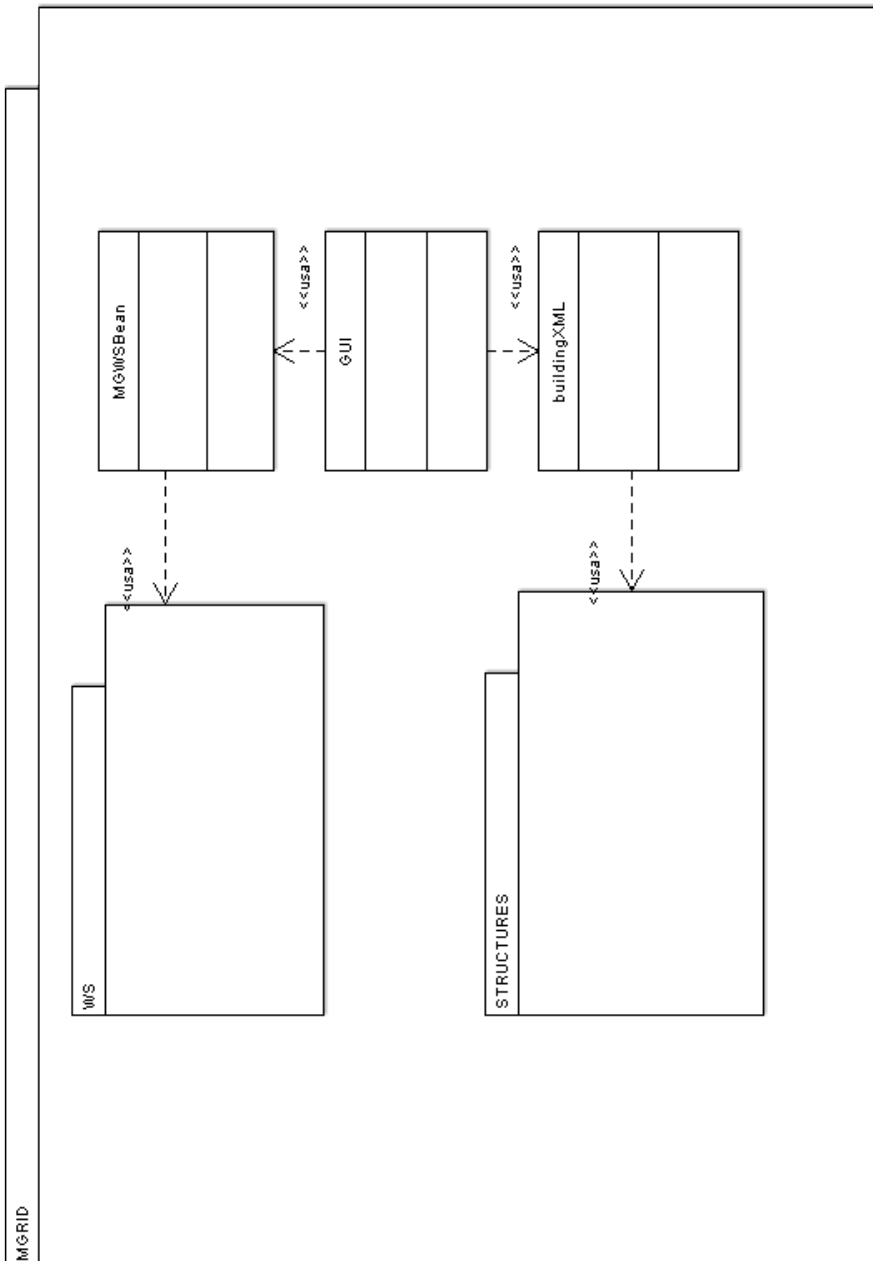 MGRID
WS
<<usa>>
MGWSBean
<<usa>>
GUI
<<usa>>
STRUCTURES
<<usa>>
buildingXML